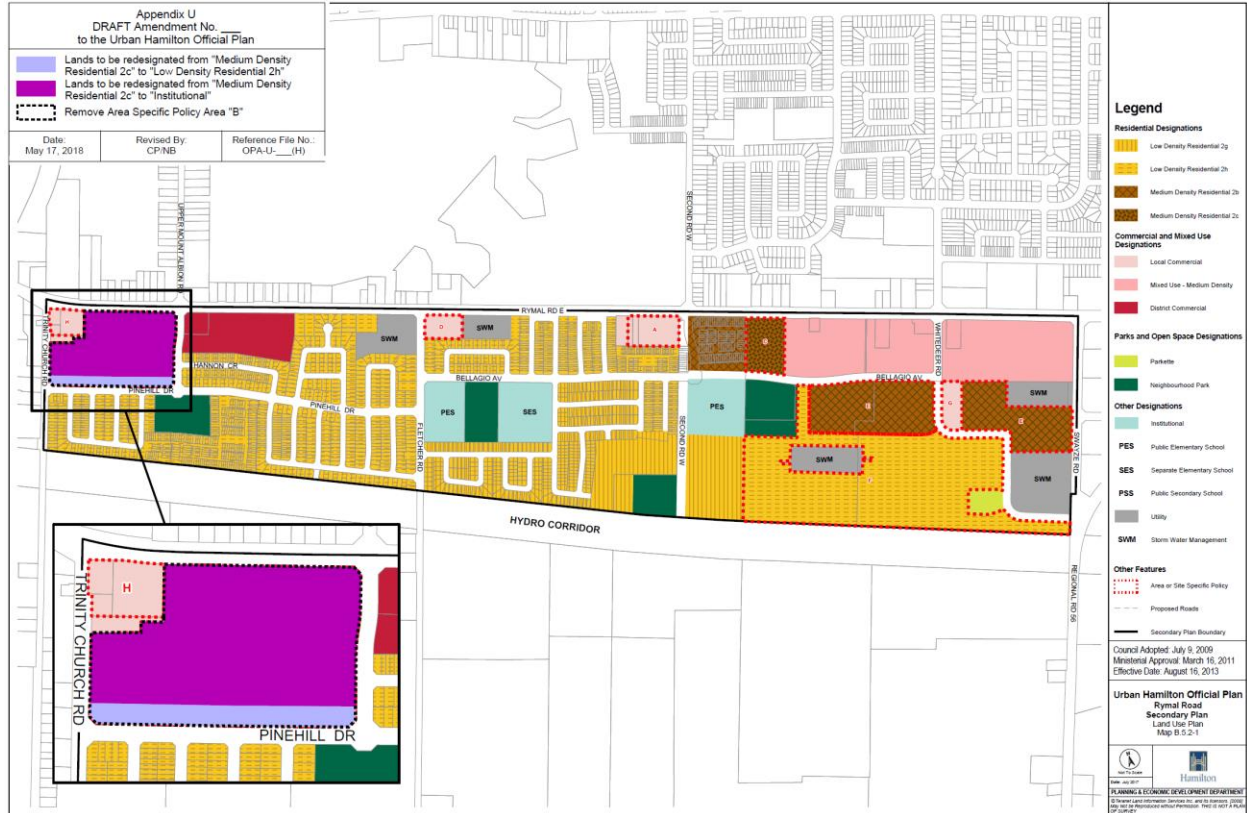 Appendix U
DRAFT Amendment No. ___
to the Urban Hamilton Official Plan
Lands to be redesignated from "Medium Density
Residential 2c" to "Low Density Residential 2h"
Lands to be redesignated from "Medium Density
Residential 2c" to "Institutional"
Remove Area Specific Policy Area "B"
Date:
May 17, 2018
Revised By:
CP/NB
Reference File No.:
OPA-U-___(H)
UPPER MOUNT ALBION RD
SECOND RD W
RYMAL RD E
TRINITY CHURCH RD
SWM
SWM
WHITEDEER RD
PINEHILL DR
BELLAGIO AV
BELLAGIO AV
PINEHILL DR
PES
SES
PES
SWM
FLETCHER RD
SECOND RD W
SWM
SWM
SWAYZE RD
HYDRO CORRIDOR
REGIONAL RD 56
H
TRINITY CHURCH RD
PINEHILL DR
Legend
Residential Designations
Low Density Residential 2g
Low Density Residential 2h
Medium Density Residential 2b
Medium Density Residential 2c
Commercial and Mixed Use
Designations
Local Commercial
Mixed Use - Medium Density
District Commercial
Parks and Open Space Designations
Parkette
Neighbourhood Park
Other Designations
Institutional
PES Public Elementary School
SES Separate Elementary School
PSS Public Secondary School
Utility
SWM Storm Water Management
Other Features
Area or Site Specific Policy
Proposed Roads
Secondary Plan Boundary
Council Adopted: July 9, 2009
Ministerial Approval: March 16, 2011
Effective Date: August 16, 2013
Urban Hamilton Official Plan
Rymal Road
Secondary Plan
Land Use Plan
Map B.5.2-1
Not To Scale
Date: July 2017
Hamilton
PLANNING & ECONOMIC DEVELOPMENT DEPARTMENT